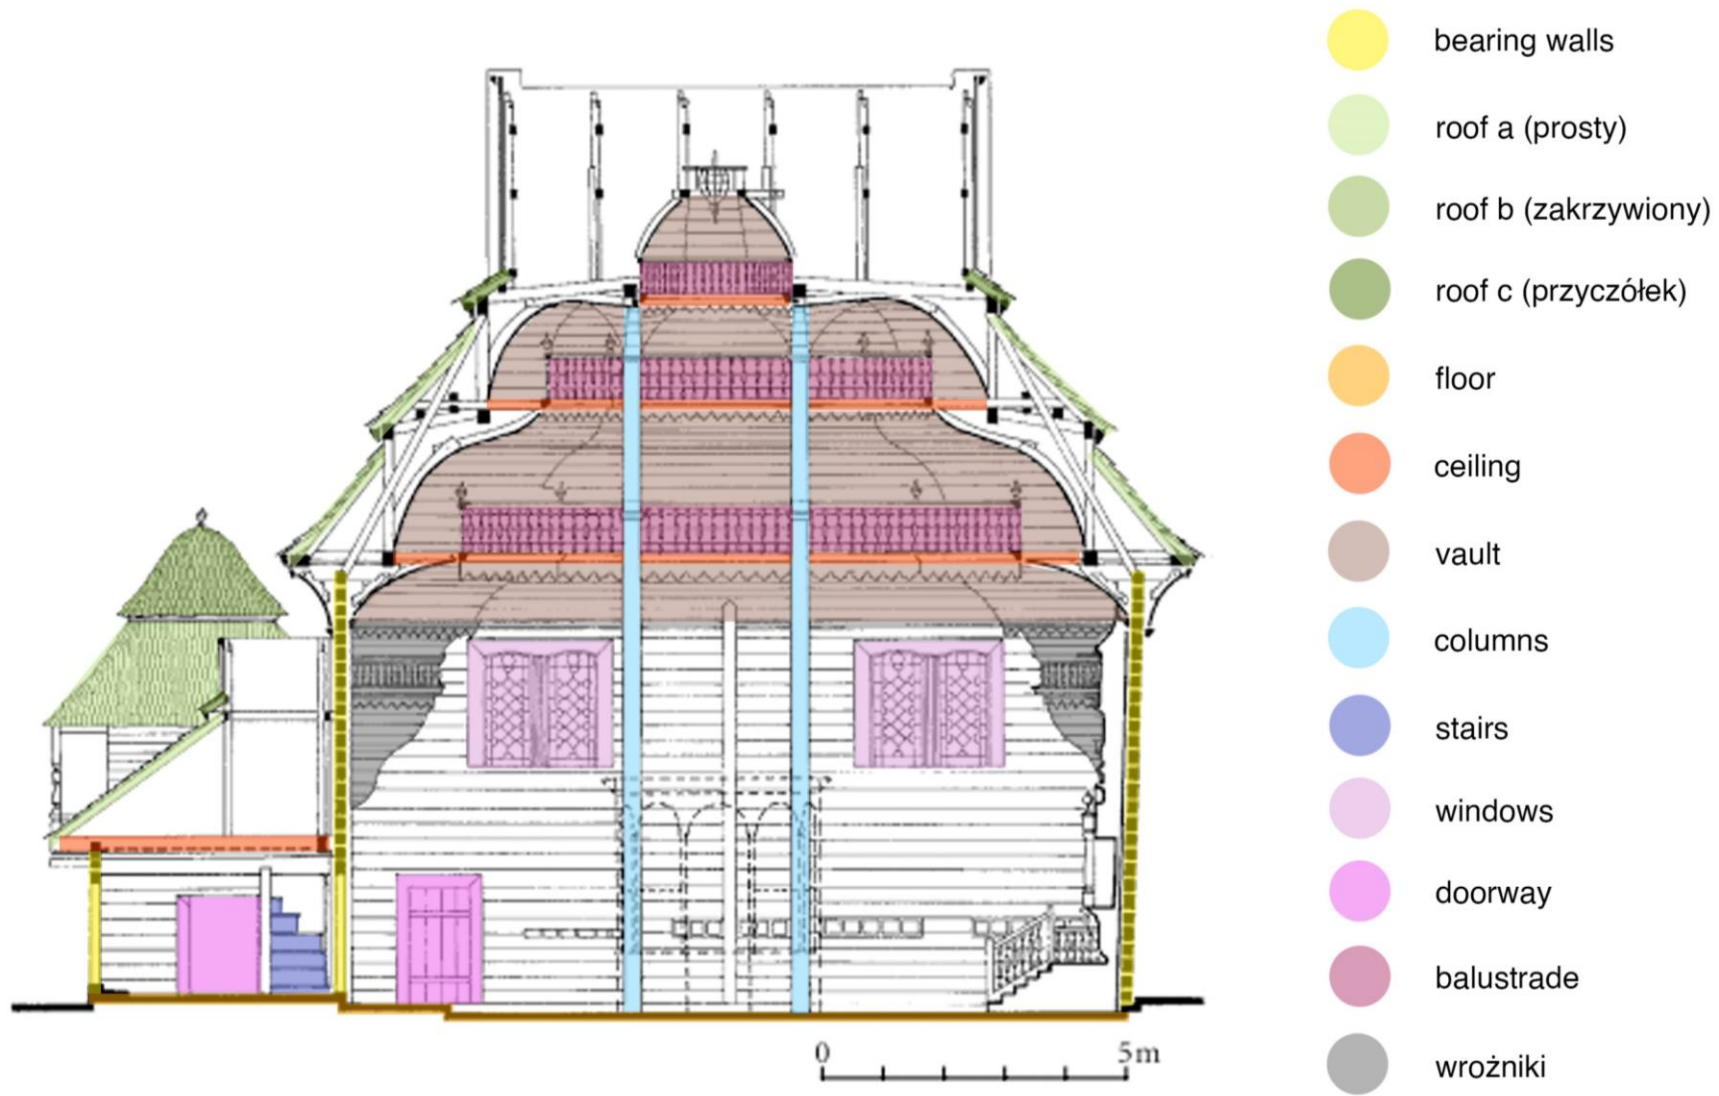 bearing walls
roof a (prosty)
roof b (zakrzywiony)
roof c (przyczółek)
floor
ceiling
vault
columns
stairs
windows
doorway
balustrade
wrożniki
0 5m